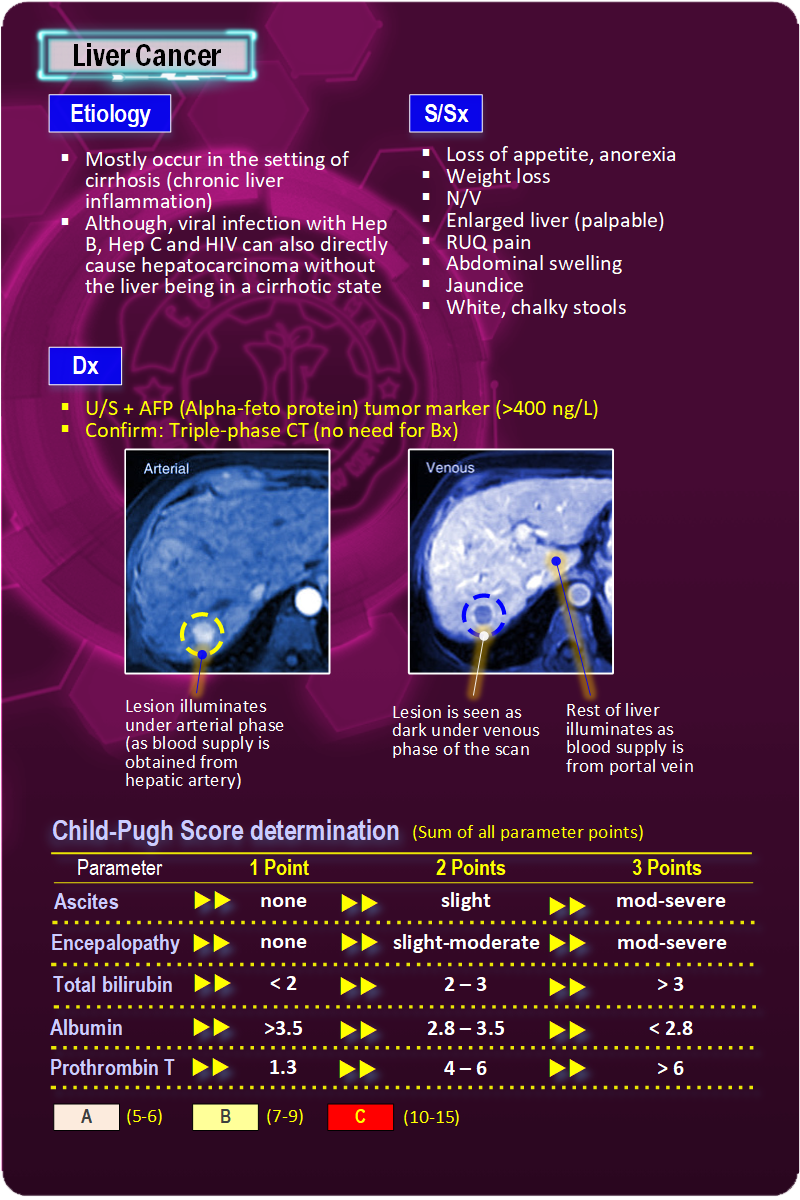 Liver Cancer
Etiology
▪ Mostly occur in the setting of
cirrhosis (chronic liver
inflammation)
▪ Although, viral infection with Hep
B, Hep C and HIV can also directly
cause hepatocarcinoma without
the liver being in a cirrhotic state
S/Sx
▪ Loss of appetite, anorexia
▪ Weight loss
▪ N/V
▪ Enlarged liver (palpable)
▪ RUQ pain
▪ Abdominal swelling
▪ Jaundice
▪ White, chalky stools
Dx
▪ U/S + AFP (Alpha-feto protein) tumor marker (>400 ng/L)
▪ Confirm: Triple-phase CT (no need for Bx)
Arterial
Venous
Lesion illuminates
under arterial phase
(as blood supply is
obtained from
hepatic artery)
Lesion is seen as
dark under venous
phase of the scan
Rest of liver
illuminates as
blood supply is
from portal vein
Child-Pugh Score determination (Sum of all parameter points)
Parameter 1 Point 2 Points 3 Points
Ascites none slight mod-severe
Encepalopathy none slight-moderate mod-severe
Total bilirubin < 2 2 – 3 > 3
Albumin >3.5 2.8 – 3.5 < 2.8
Prothrombin T 1.3 4 – 6 > 6
A (5-6) B (7-9) C (10-15)